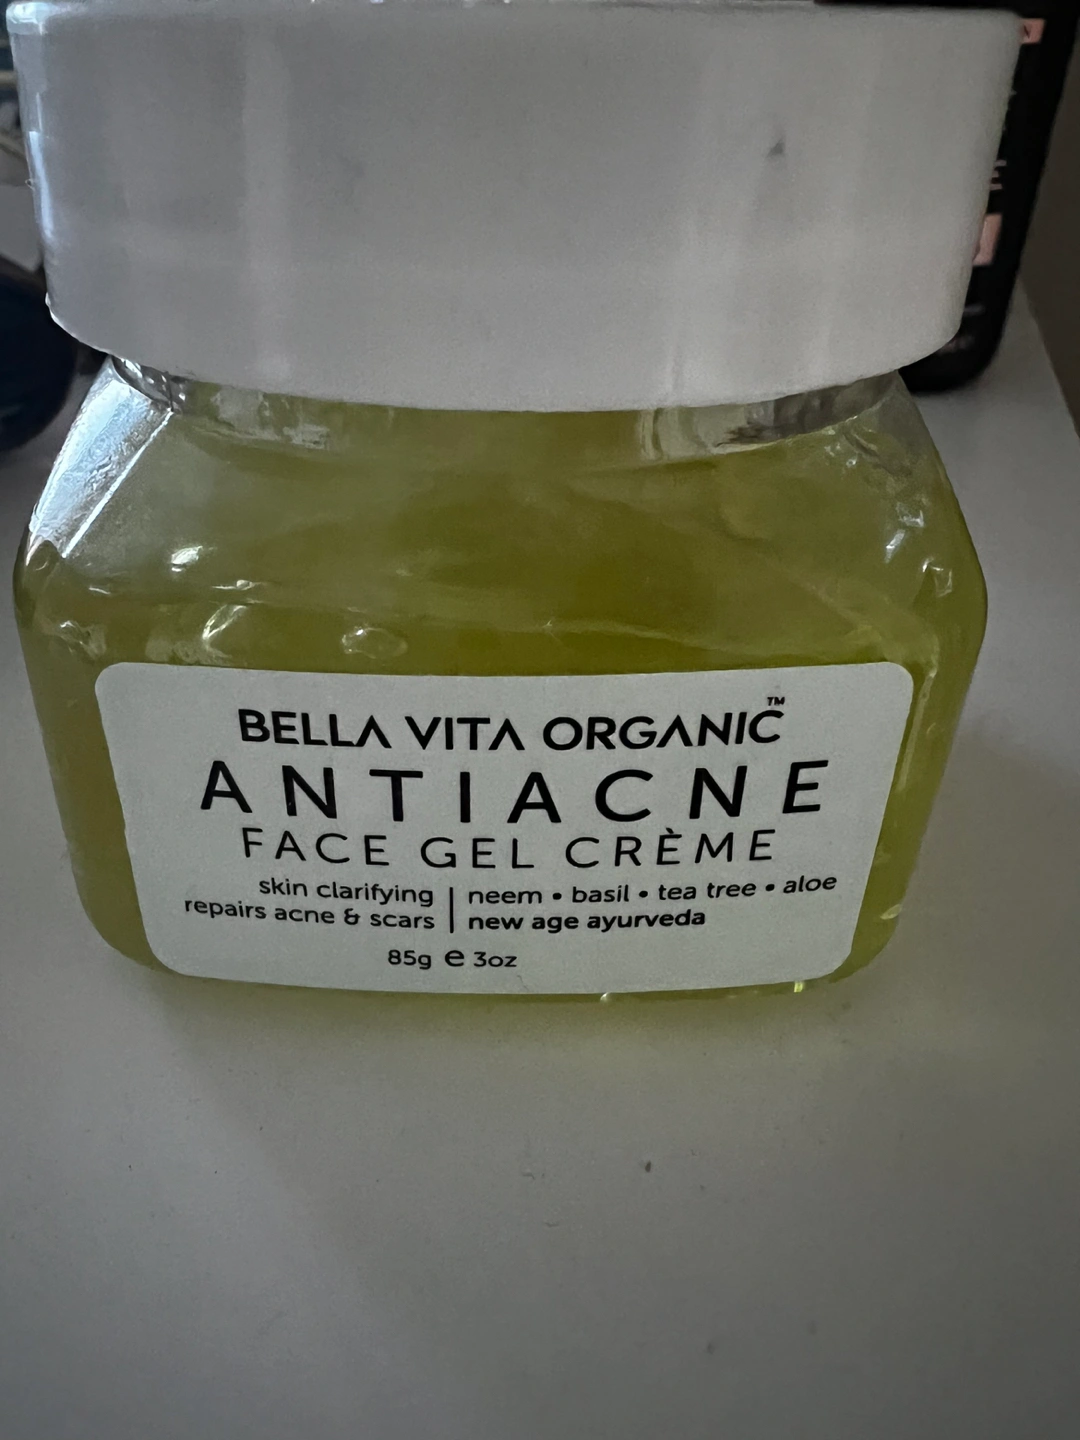 BELLA VITA ORGANIC™
ANTIACNE
FACE GEL CRÈME
skin clarifying | neem • basil • tea tree • aloe
repairs acne & scars | new age ayurveda
85g e 3oz